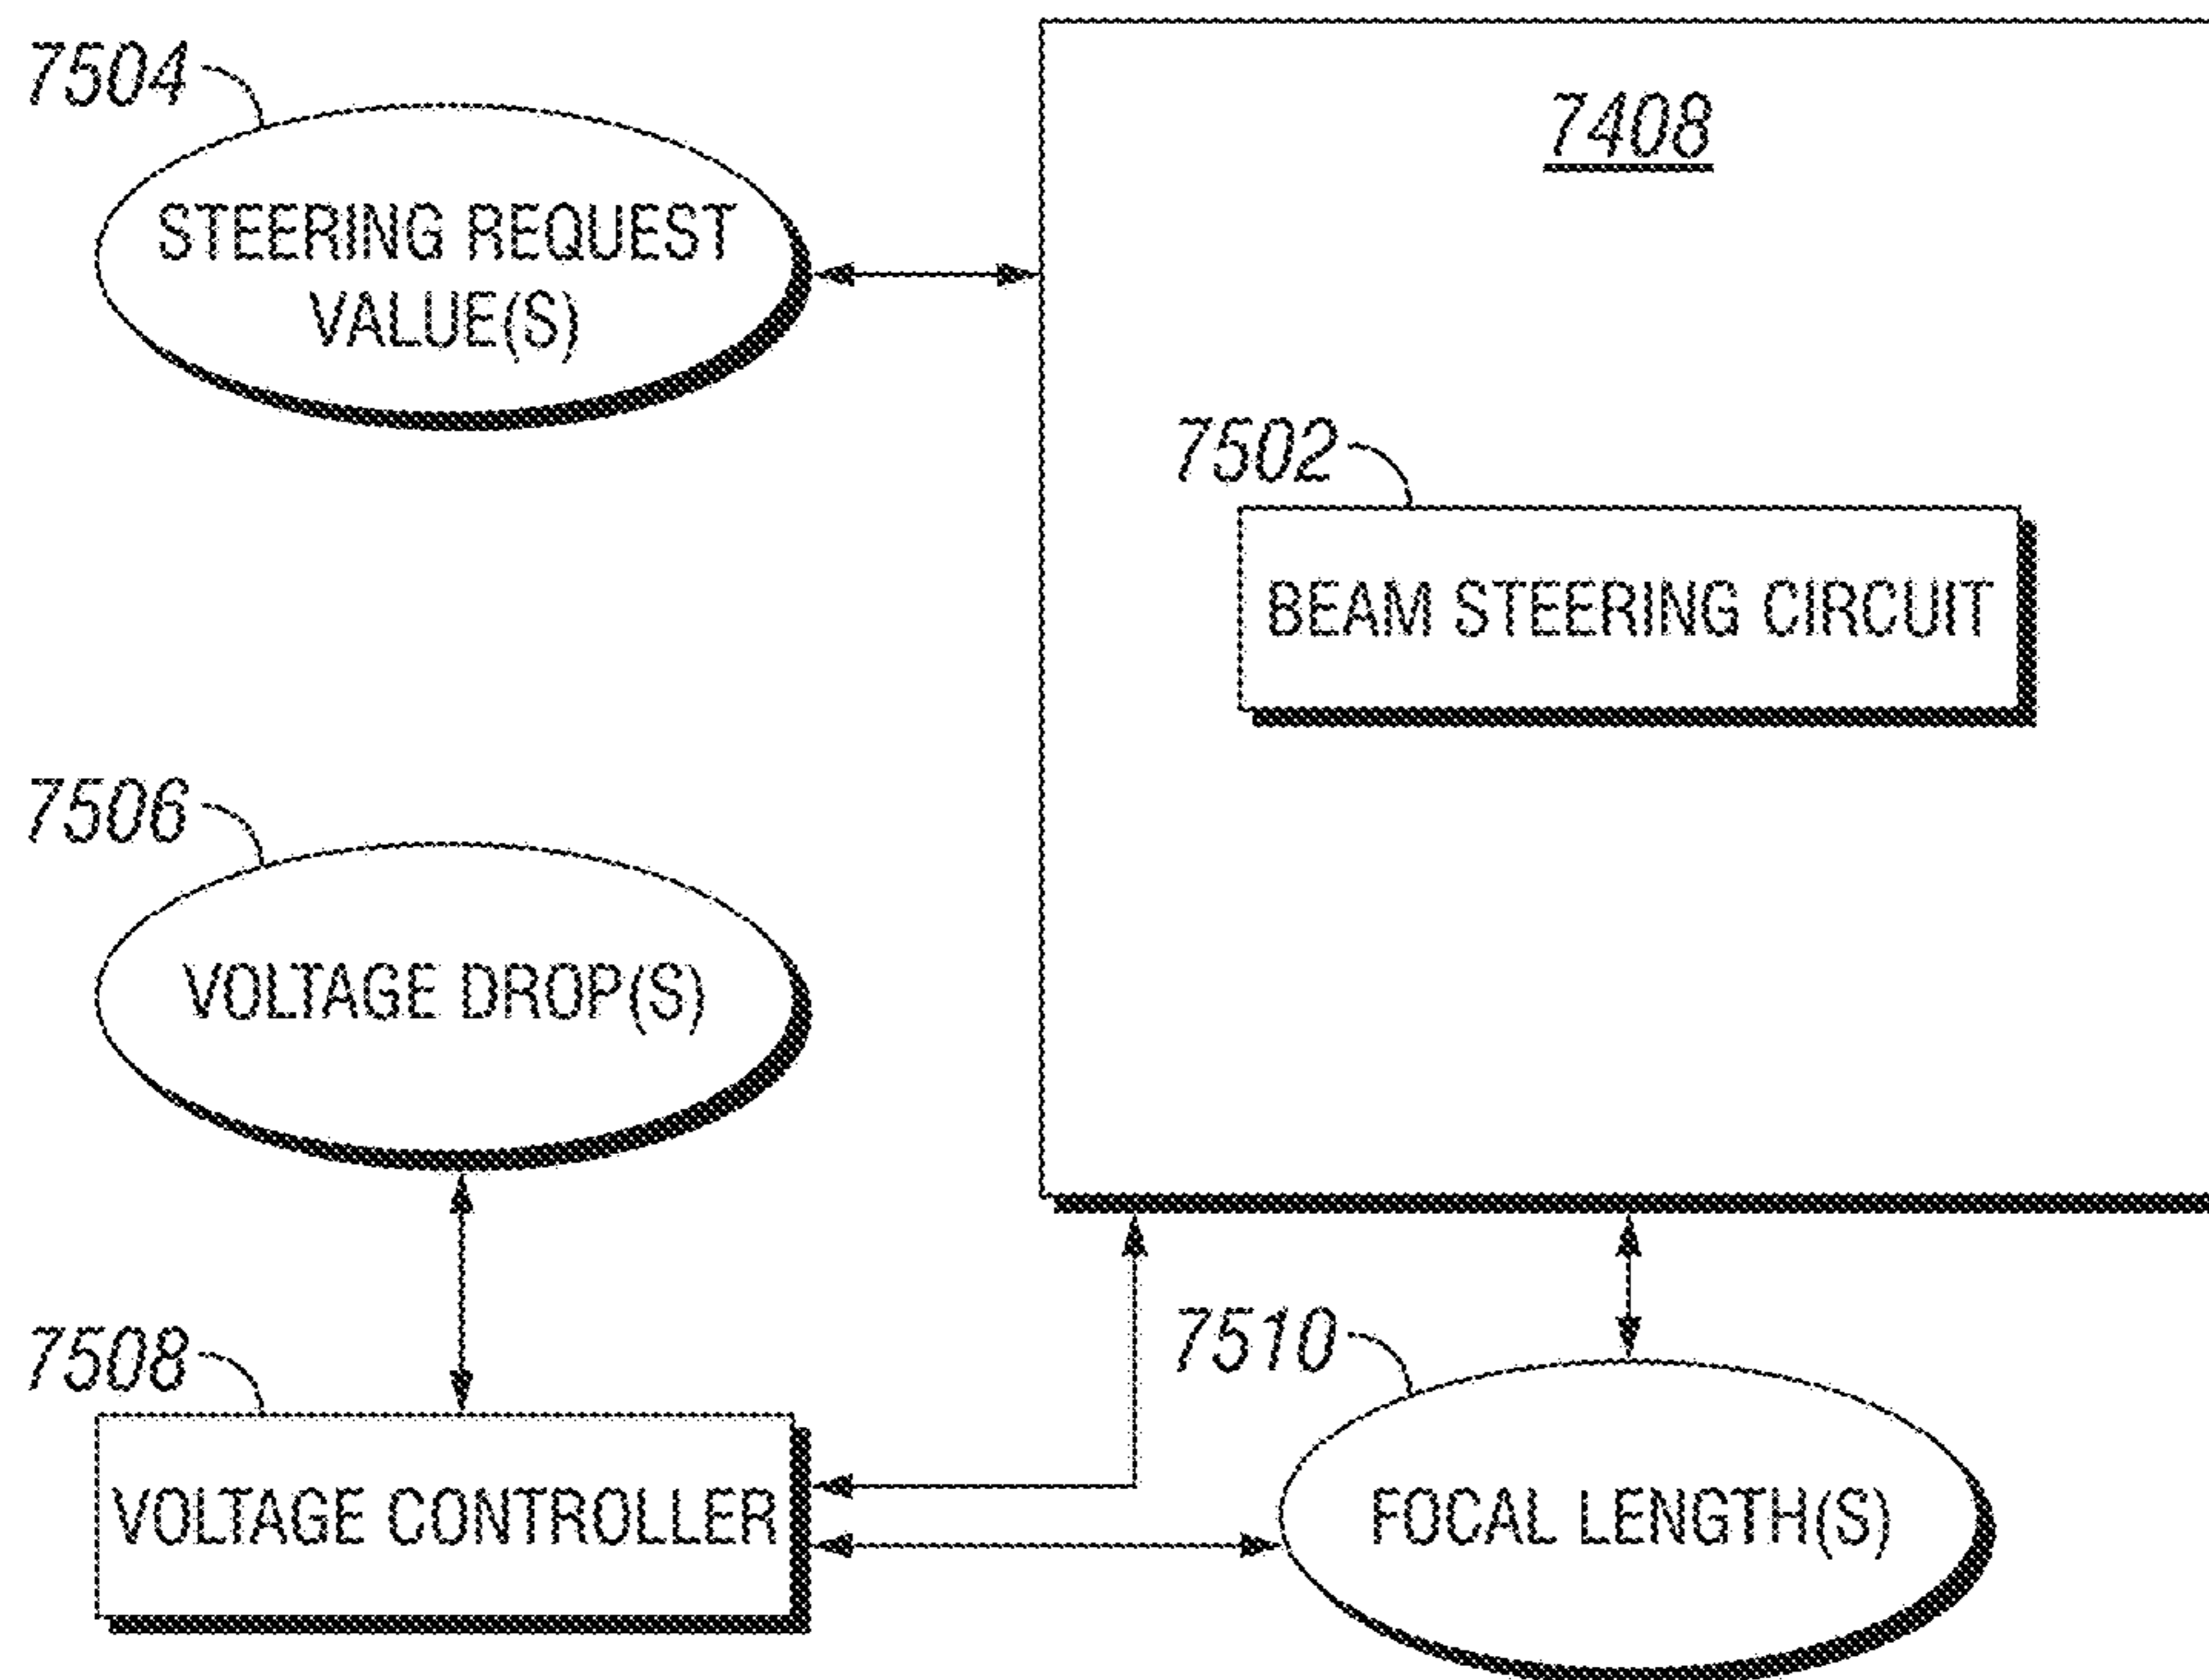 7504
STEERING REQUEST
VALUE(S)
7408
7502
BEAM STEERING CIRCUIT
7506
VOLTAGE DROP(S)
7508
VOLTAGE CONTROLLER
7510
FOCAL LENGTH(S)